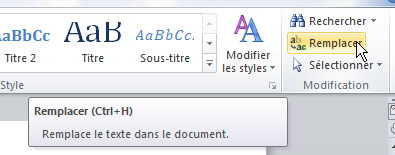 AaBbCc AaB AaBbCc Rechercher
Titre 2 Titre Sous-titre Modifier les styles Remplacer
Sélectionner
Style Modification
Remplacer (Ctrl+H)
Remplace le texte dans le document.